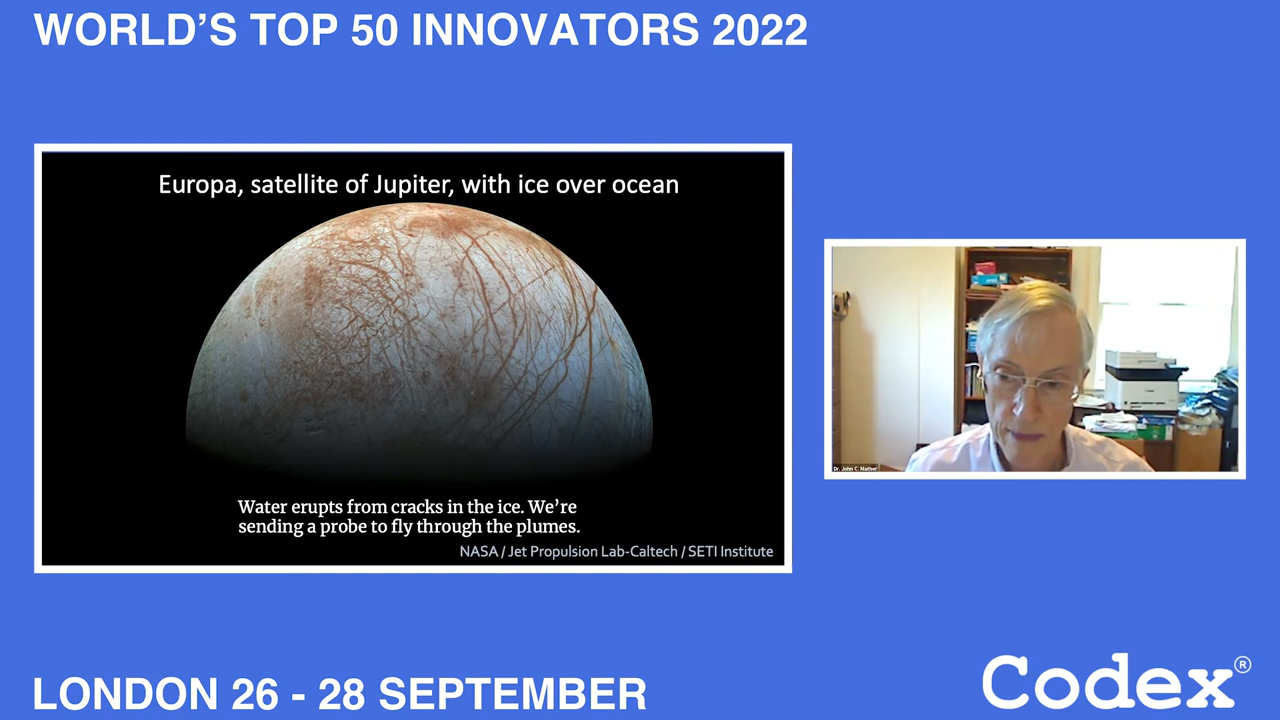 WORLD'S TOP 50 INNOVATORS 2022
Europa, satellite of Jupiter, with ice over ocean
Water erupts from cracks in the ice. We're
sending a probe to fly through the plumes.
NASA / Jet Propulsion Lab-Caltech / SETI Institute
Dr. John C. Mather
LONDON 26 - 28 SEPTEMBER
Codex®